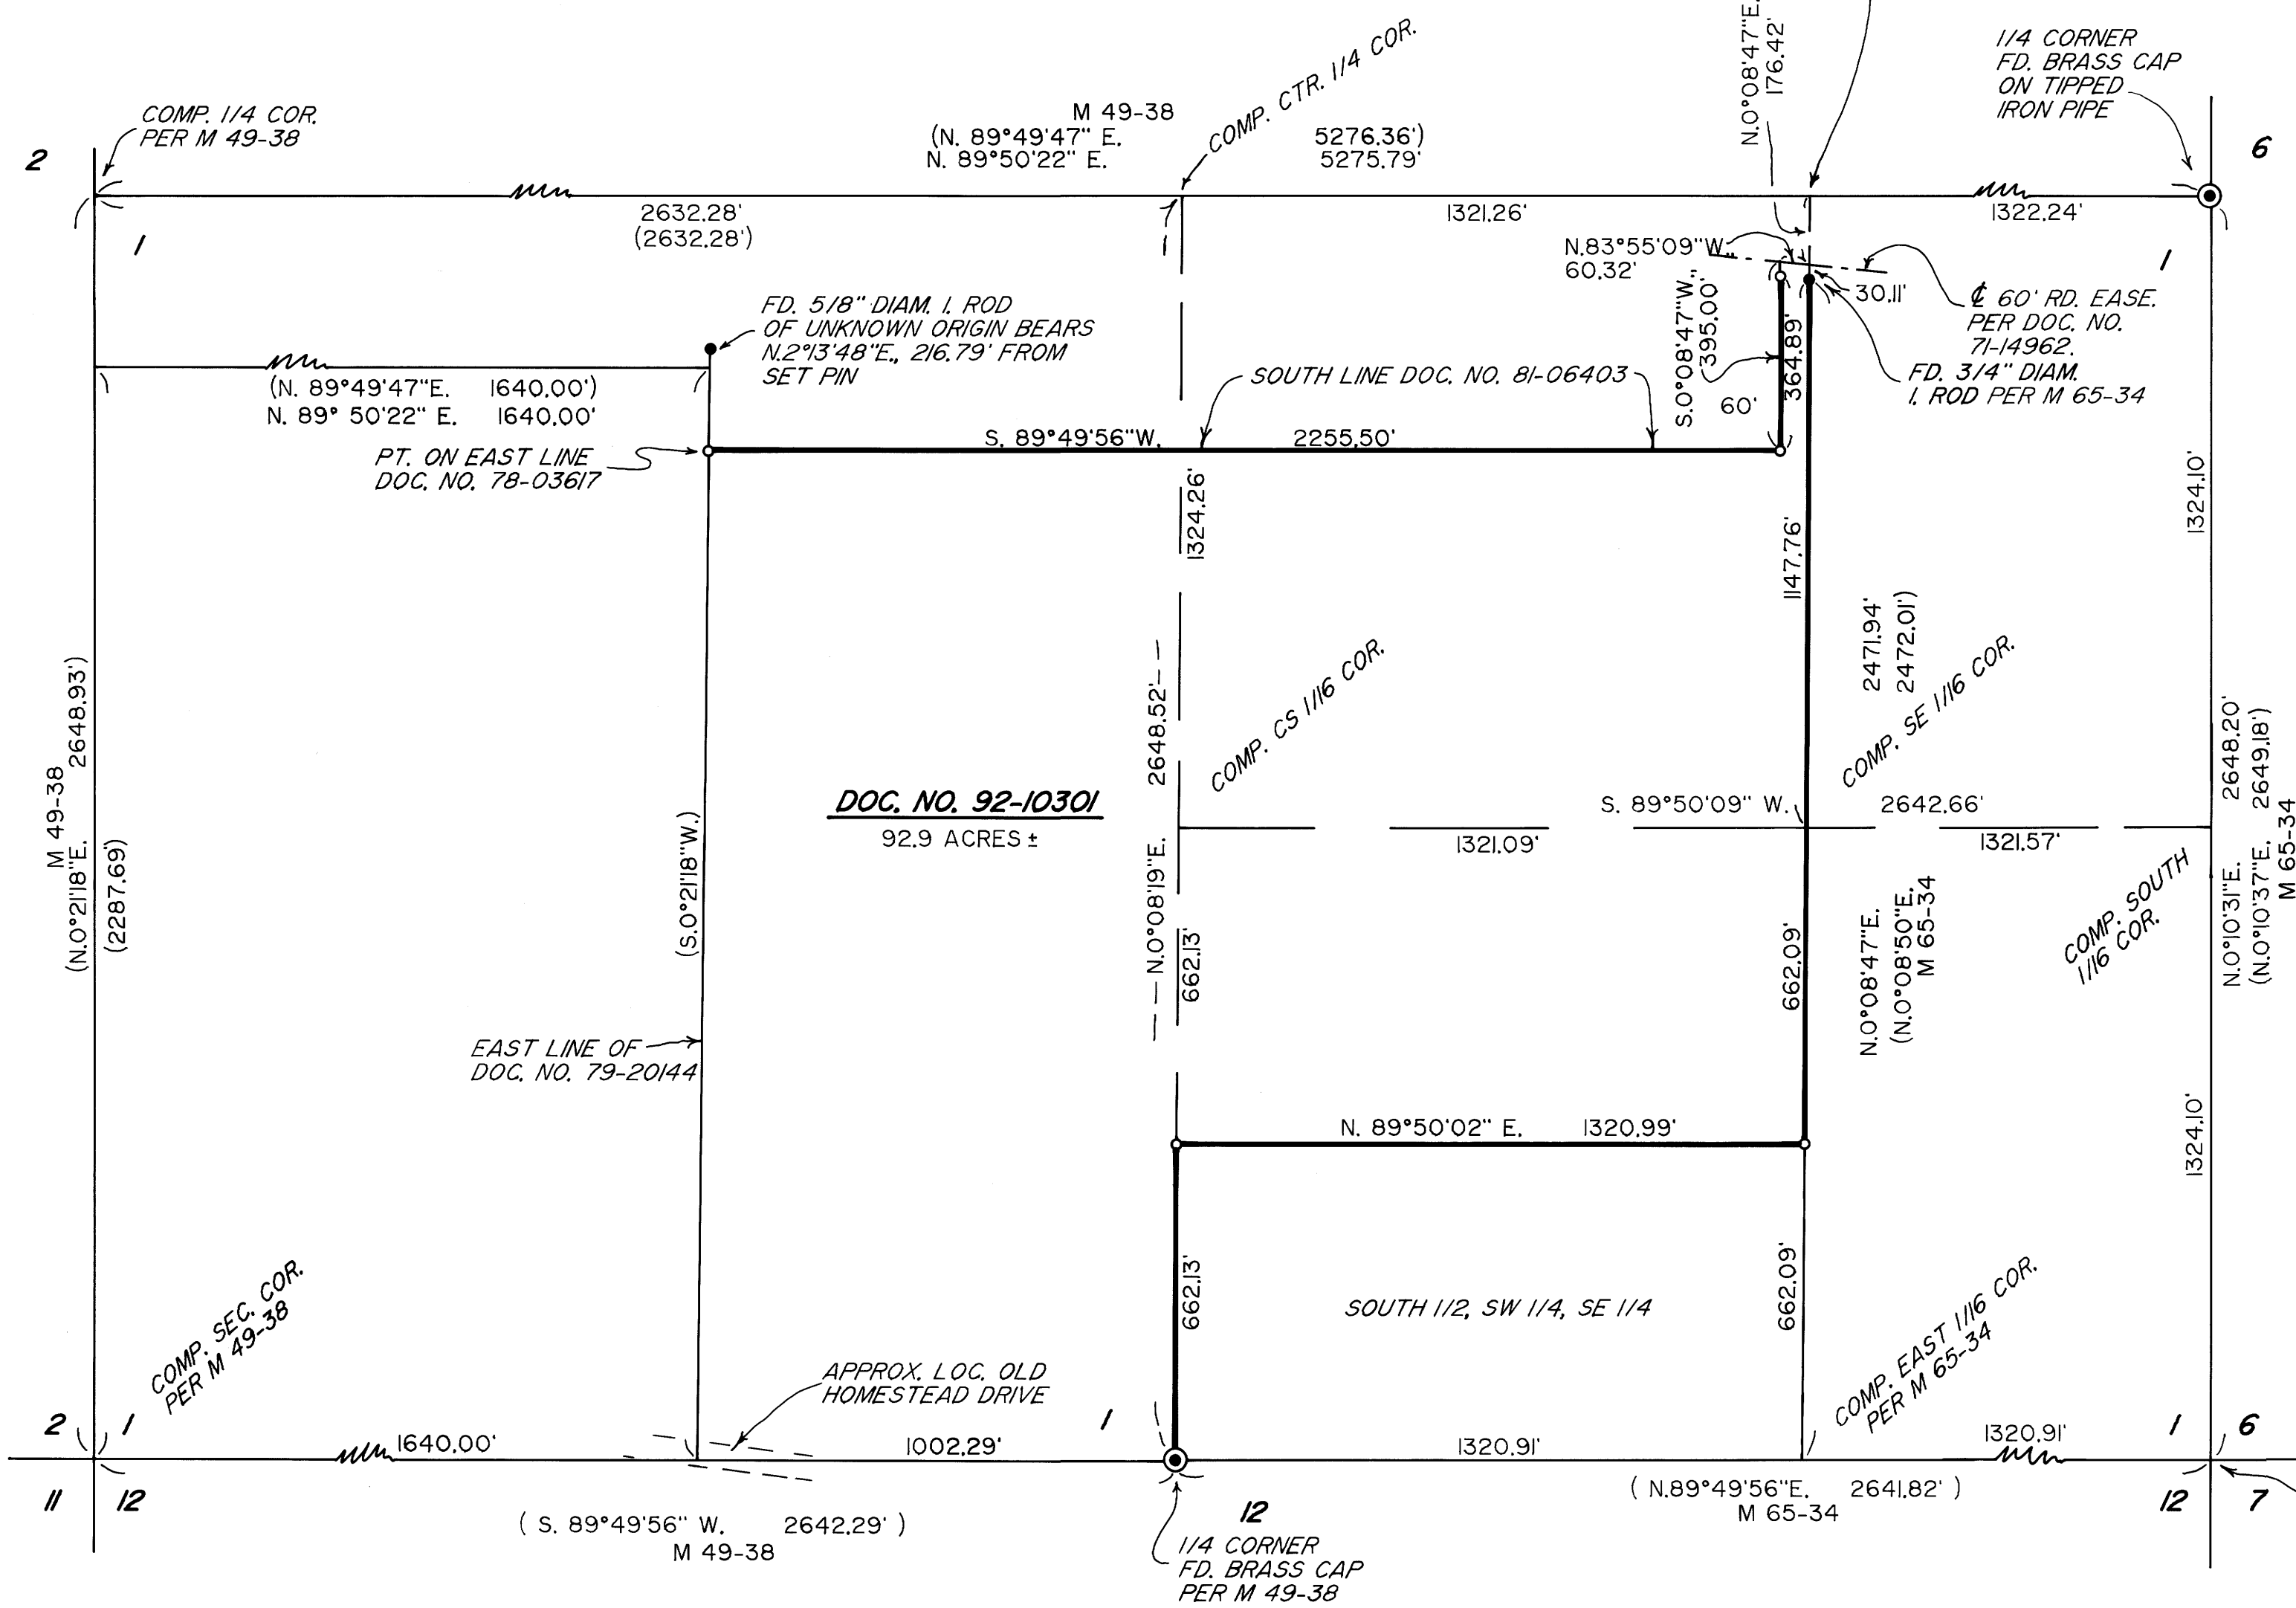 N.0°08'47"E.
176.42'
1/4 CORNER
FD. BRASS CAP
ON TIPPED
IRON PIPE
COMP. 1/4 COR.
PER M 49-38
COMP. CTR. 1/4 COR.
M 49-38
(N. 89°49'47" E. 5276.36')
N. 89°50'22" E. 5275.79'
2
6
2632.28'
(2632.28')
1321.26'
1322.24'
1
1
N.83°55'09"W.
60.32'
30.11'
℄ 60' RD. EASE.
PER DOC. NO.
71-14962.
FD. 3/4" DIAM.
I. ROD PER M 65-34
S.0°08'47"W.
395.00'
364.89'
60'
FD. 5/8" DIAM. I. ROD
OF UNKNOWN ORIGIN BEARS
N.2°13'48"E., 216.79' FROM
SET PIN
(N. 89°49'47"E. 1640.00')
N. 89° 50'22" E. 1640.00'
SOUTH LINE DOC. NO. 81-06403
S. 89°49'56"W. 2255.50'
PT. ON EAST LINE
DOC. NO. 78-03617
1324.26'
1147.76'
1324.10'
2471.94'
2472.01')
COMP. CS 1/16 COR.
COMP. SE 1/16 COR.
M 49-38
(N.0°21'18"E. 2648.93')
(2287.69')
(S.0°21'18"W.)
DOC. NO. 92-10301
92.9 ACRES ±
N.0°08'19"E. 2648.52'
S. 89°50'09" W. 2642.66'
1321.09'
1321.57'
N.0°10'31"E. 2648.20'
(N.0°10'37"E. 2649.18')
M 65-34
662.13'
662.09'
N.0°08'47"E.
(N.0°08'50"E.
M 65-34
COMP. SOUTH
1/16 COR.
EAST LINE OF
DOC. NO. 79-20144
N. 89°50'02" E. 1320.99'
1324.10'
662.13'
662.09'
SOUTH 1/2, SW 1/4, SE 1/4
COMP. SEC. COR.
PER M 49-38
COMP. EAST 1/16 COR.
PER M 65-34
APPROX. LOC. OLD
HOMESTEAD DRIVE
2 1
1
1 6
1640.00'
1002.29'
1320.91'
1320.91'
11 12
12
12 7
( S. 89°49'56" W. 2642.29' )
M 49-38
( N.89°49'56"E. 2641.82' )
M 65-34
1/4 CORNER
FD. BRASS CAP
PER M 49-38